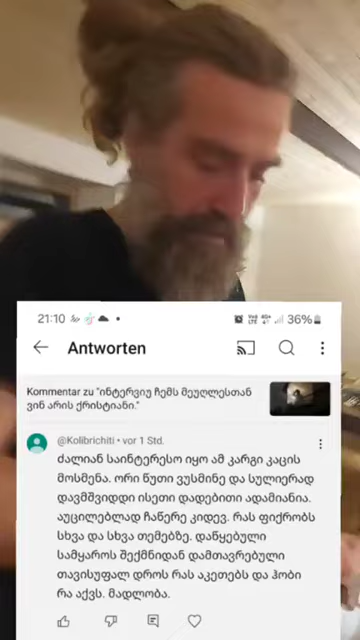 21:10
36%
Antworten
Kommentar zu "ინტერვიუ ჩემს მეუღლესთან
ვინ არის ქრისტიანი."
@Kolibrichiti • vor 1 Std.
ძალიან საინტერესო იყო ამ კარგი კაცის
მოსმენა. ორი წუთი ვუსმინე და სულიერად
დავმშვიდდი ისეთი დადებითი ადამიანია.
აუცილებლად ჩაწერე კიდევ. რას ფიქრობს
სხვა და სხვა თემებზე. დაწყებული
სამყაროს შექმნიდან დამთავრებული
თავისუფალ დროს რას აკეთებს და ჰობი
რა აქვს. მადლობა.